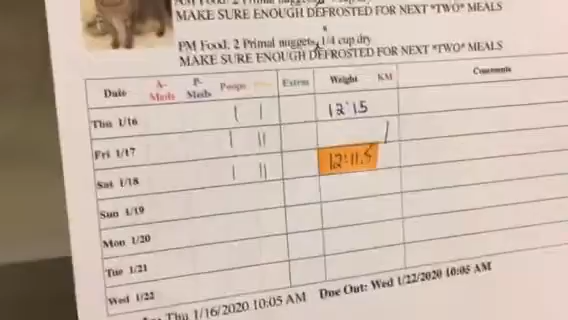 MAKE SURE ENOUGH DEFROSTED FOR NEXT *TWO* MEALS
PM Food: 2 Primal nuggets, 1/4 cup dry
MAKE SURE ENOUGH DEFROSTED FOR NEXT *TWO* MEALS
Date A-Meds P-Meds Poops Extras Weight KM Comments
Thu 1/16 | | 12'15
Fri 1/17 | || /
Sat 1/18 | || 12:11.5
Sun 1/19
Mon 1/20
Tue 1/21
Wed 1/22
Thu 1/16/2020 10:05 AM Due Out: Wed 1/22/2020 10:05 AM